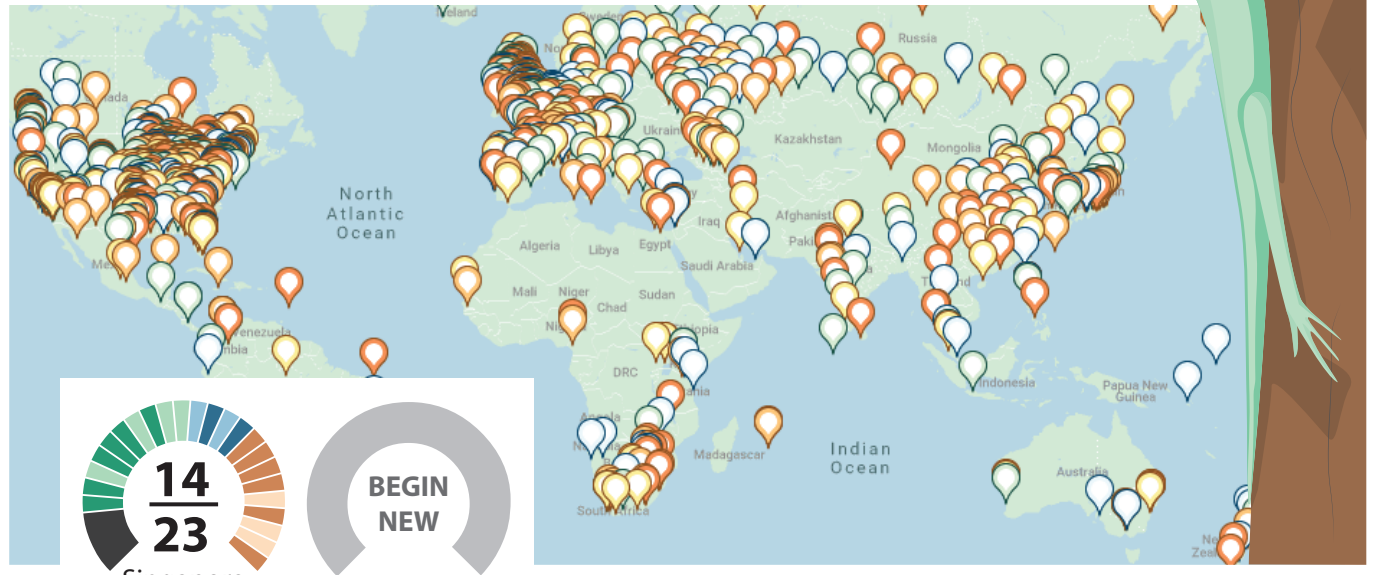 Russia
Ukrain
Kazakhstan
Mongolia
North
Atlantic
Ocean
Iraq
Afghanist
Algeria
Libya
Egypt
Saudi Arabia
Mali
Niger
Chad
Sudan
DRC
Indonesia
Papua New
Guinea
Madagascar
Indian
Ocean
Australia
South Africa
14
23
BEGIN
NEW